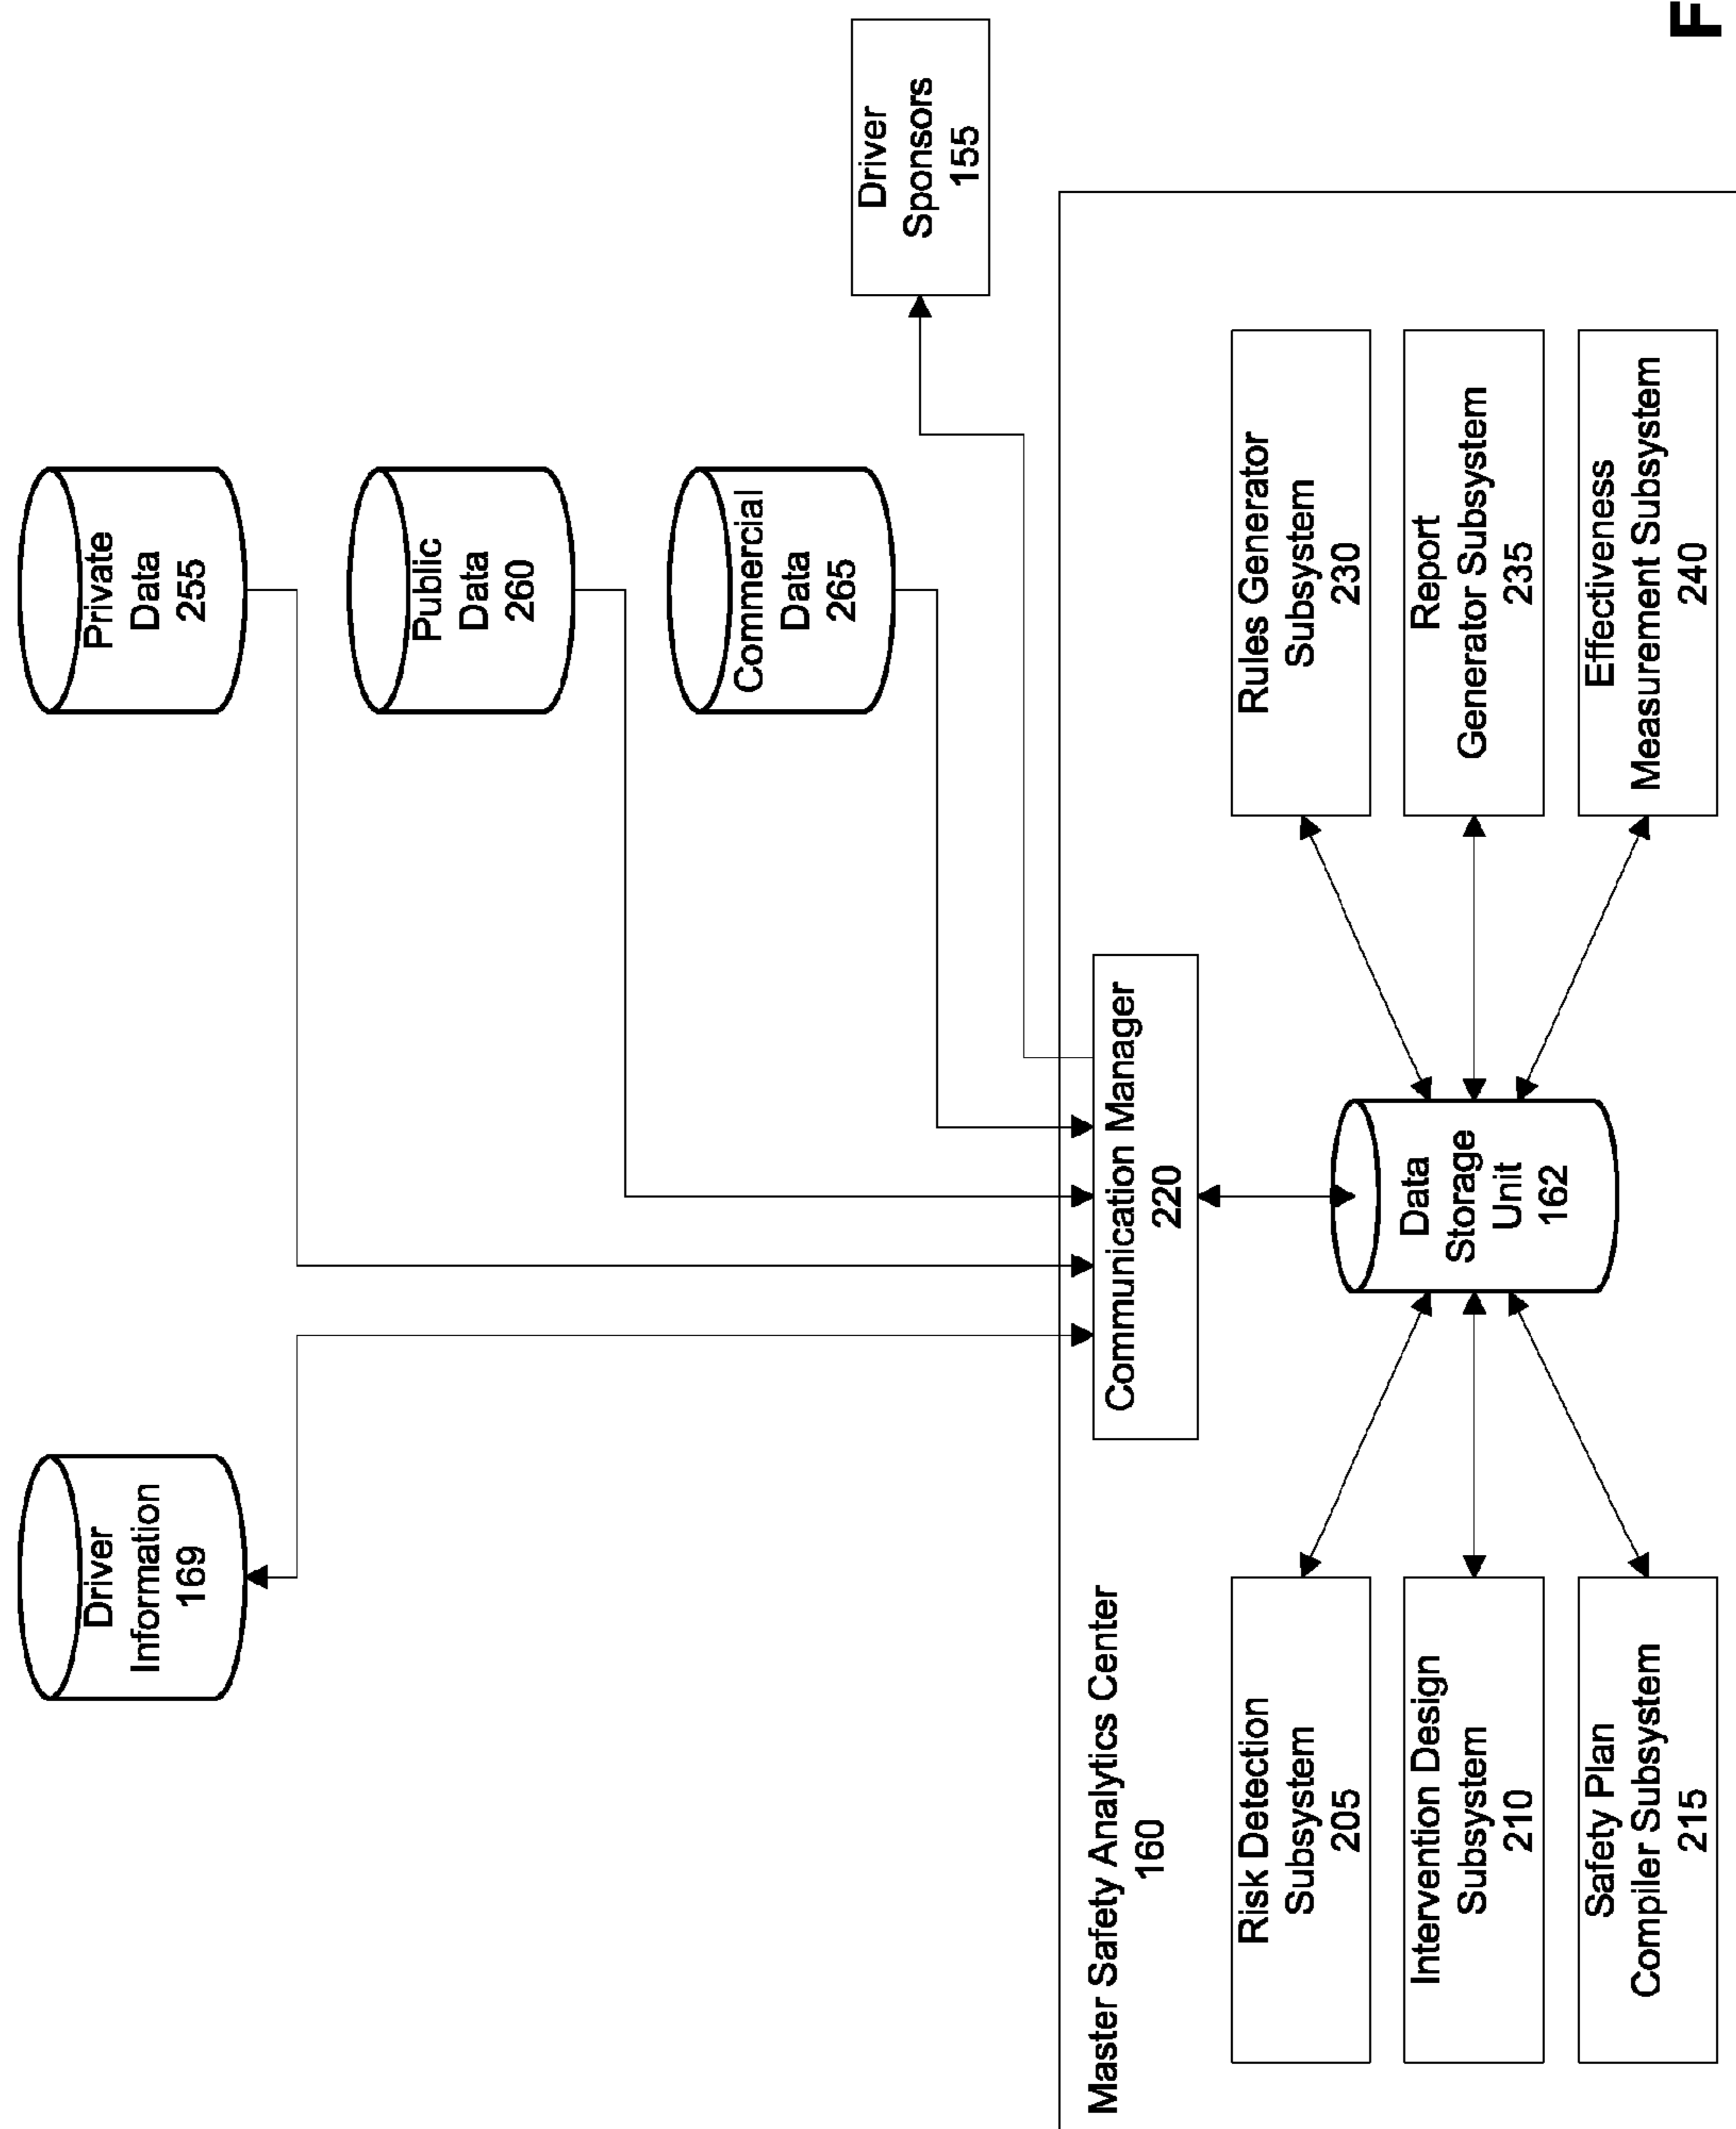 Driver
Information
169
Private
Data
255
Public
Data
260
Commercial
Data
265
Driver
Sponsors
155
Master Safety Analytics Center
160
Communication Manager
220
Risk Detection
Subsystem
205
Intervention Design
Subsystem
210
Safety Plan
Compiler Subsystem
215
Data
Storage
Unit
162
Rules Generator
Subsystem
230
Report
Generator Subsystem
235
Effectiveness
Measurement Subsystem
240
F